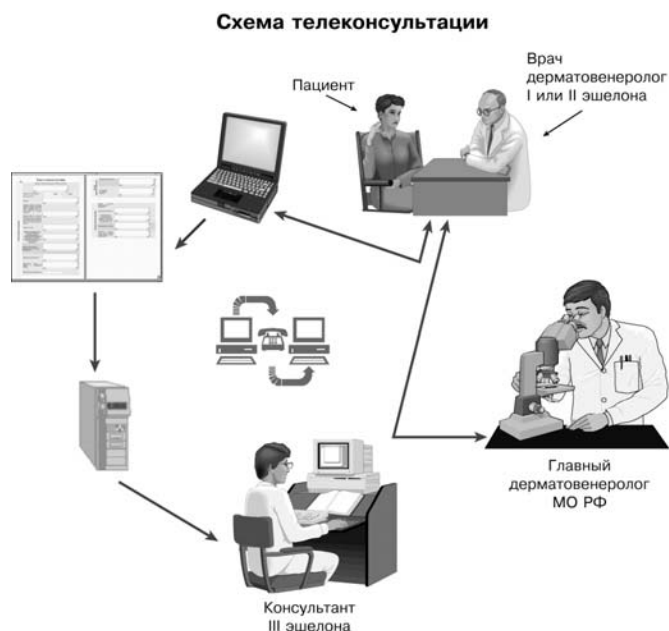 Схема телеконсультации
Врач
дерматовенеролог
I или II эшелона
Пациент
Главный
дерматовенеролог
МО РФ
Консультант
III эшелона